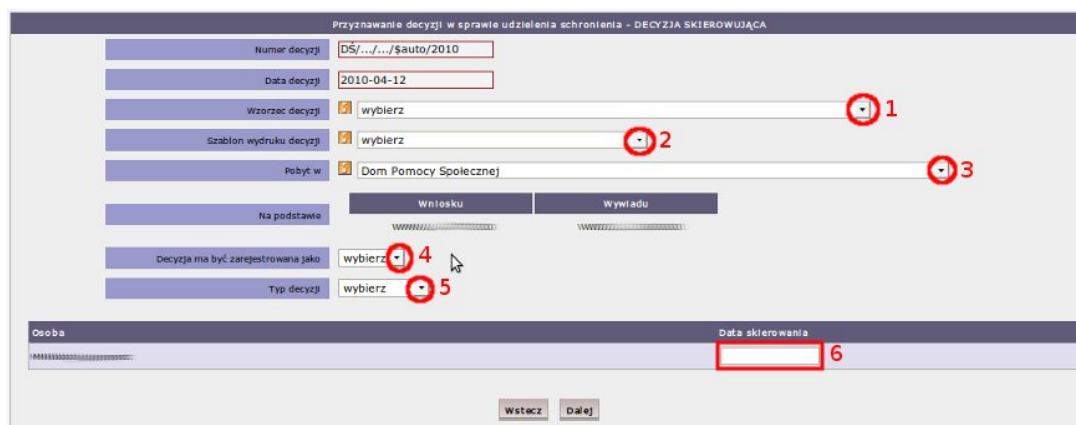 Przyznawanie decyzji w sprawie udzielenia schronienia - DECYZJA SKIEROWUJĄCA
Numer decyzji DŚ/.../.../$auto/2010
Data decyzji 2010-04-12
Wzorzec decyzji wybierz 1
Szablon wydruku decyzji wybierz 2
Pobyt w Dom Pomocy Społecznej 3
Wniosku Wywiadu
Na podstawie
Decyzja ma być zarejestrowana jako wybierz 4
Typ decyzji wybierz 5
Osoba Data skierowania
6
Wstecz Dalej